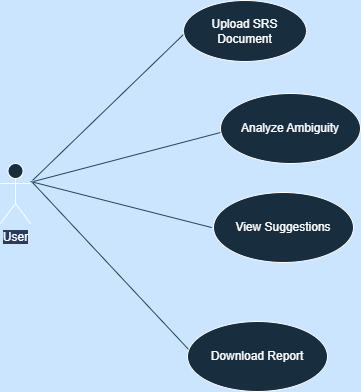 Upload SRS
Document
Analyze Ambiguity
User
View Suggestions
Download Report